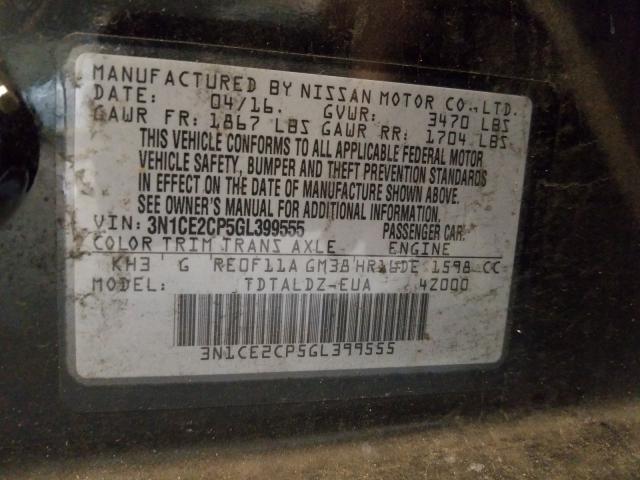 MANUFACTURED BY NISSAN MOTOR CO.,LTD.
DATE: 04/16. GVWR: 3470 LBS
GAWR FR: 1867 LBS GAWR RR: 1704 LBS
THIS VEHICLE CONFORMS TO ALL APPLICABLE FEDERAL MOTOR
VEHICLE SAFETY, BUMPER AND THEFT PREVENTION STANDARDS
IN EFFECT ON THE DATE OF MANUFACTURE SHOWN ABOVE.
SEE OWNER'S MANUAL FOR ADDITIONAL INFORMATION.
VIN: 3N1CE2CP5GL399555 PASSENGER CAR
COLOR TRIM TRANS AXLE ENGINE
KH3 G RE0F11A GM38 HR16DE 1598 CC
MODEL: TDTALDZ-EUA 4Z000
3N1CE2CP5GL399555